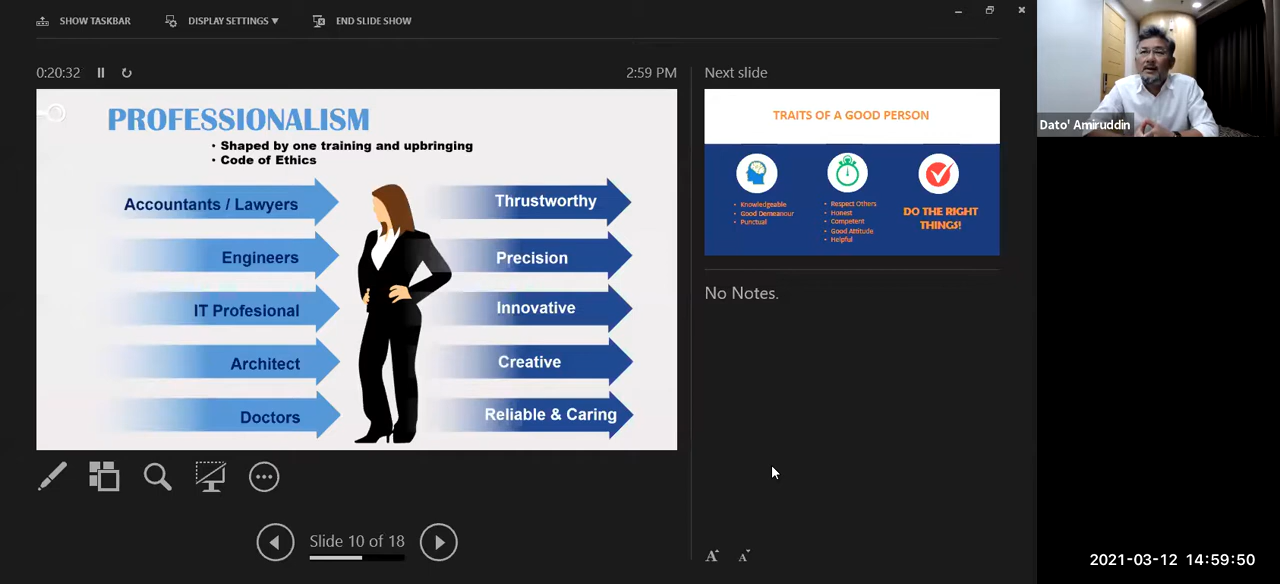 SHOW TASKBAR
DISPLAY SETTINGS ▼
END SLIDE SHOW
0:20:32
2:59 PM
PROFESSIONALISM
• Shaped by one training and upbringing
• Code of Ethics
Accountants / Lawyers
Thrustworthy
Engineers
Precision
IT Profesional
Innovative
Architect
Creative
Doctors
Reliable & Caring
Slide 10 of 18
Next slide
TRAITS OF A GOOD PERSON
• Knowledgeable
• Good Demeanour
• Punctual
• Respect Others
• Honest
• Competent
• Good Attitude
• Helpful
DO THE RIGHT
THINGS!
No Notes.
A A
Dato' Amiruddin
2021-03-12 14:59:50